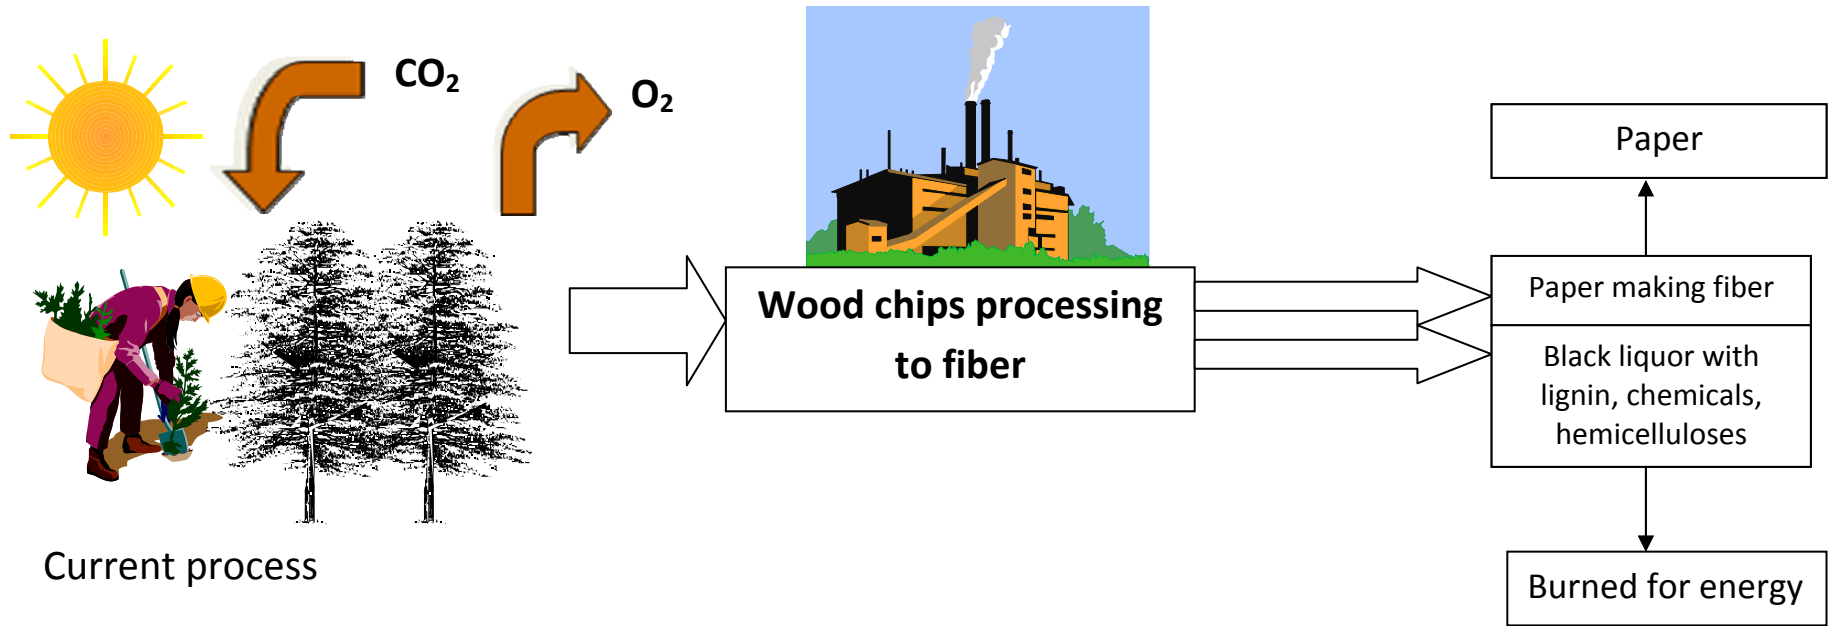 CO₂
O₂
Wood chips processing
to fiber
Paper
Paper making fiber
Black liquor with
lignin, chemicals,
hemicelluloses
Burned for energy
Current process